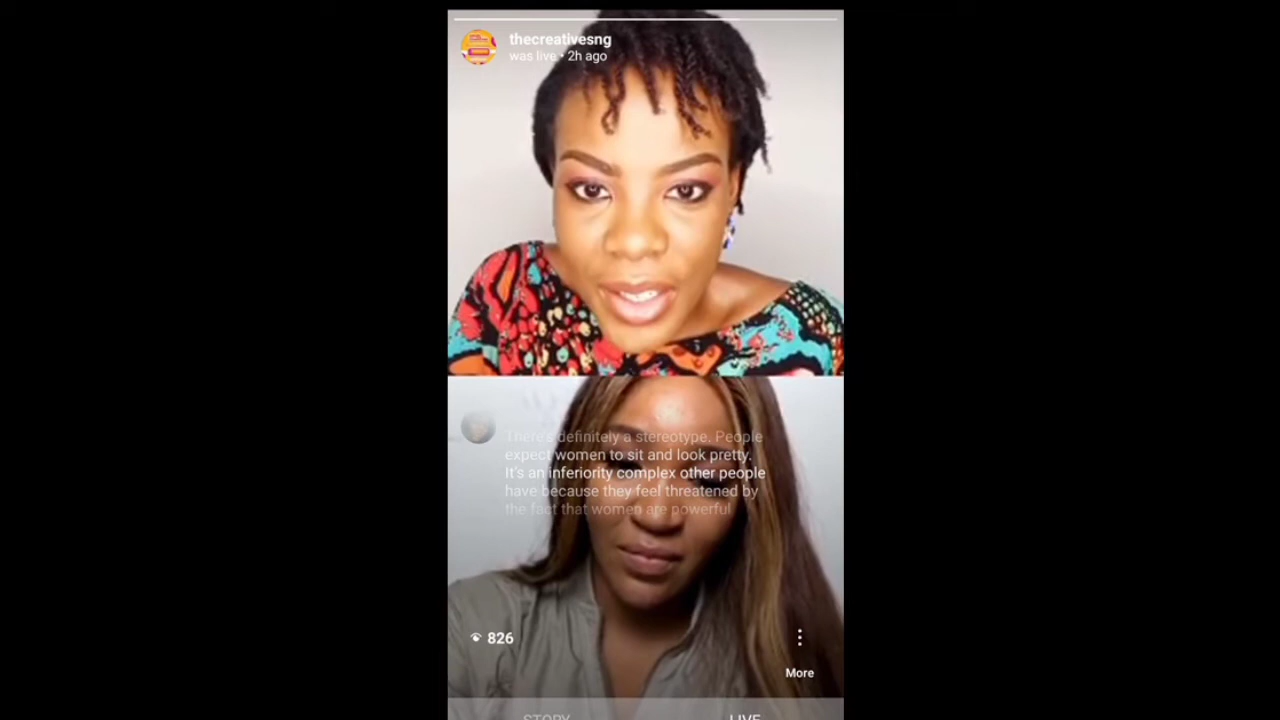 thecreativesng
was live • 2h ago
There's definitely a stereotype. People
expect women to sit and look pretty.
It's an inferiority complex other people
have because they feel threatened by
the fact that women are powerful
826
More
STORY
LIVE